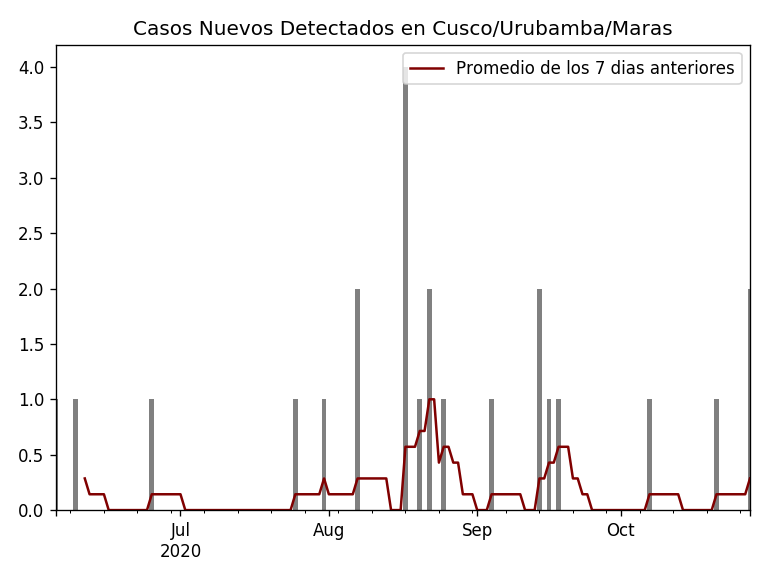 Casos Nuevos Detectados en Cusco/Urubamba/Maras
Promedio de los 7 dias anteriores
4.0
3.5
3.0
2.5
2.0
1.5
1.0
0.5
0.0
Jul
2020
Aug
Sep
Oct